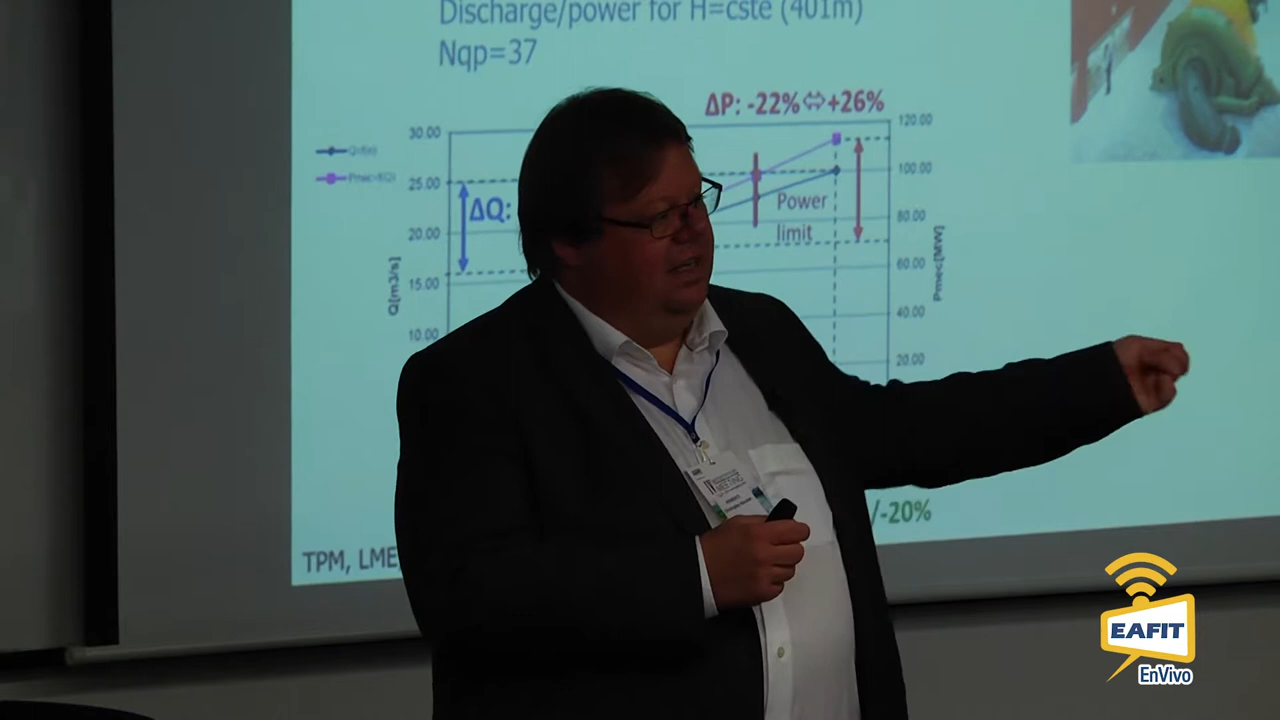 Discharge/power for H=cste (401m)
Nqp=37
ΔP: -22%⇔+26%
30.00
25.00
20.00
15.00
10.00
Q[m3/s]
ΔQ:
Power
limit
120.00
100.00
80.00
60.00
40.00
20.00
Pmec[MW]
/-20%
TPM, LME
MEETING
EAFIT
EnVivo